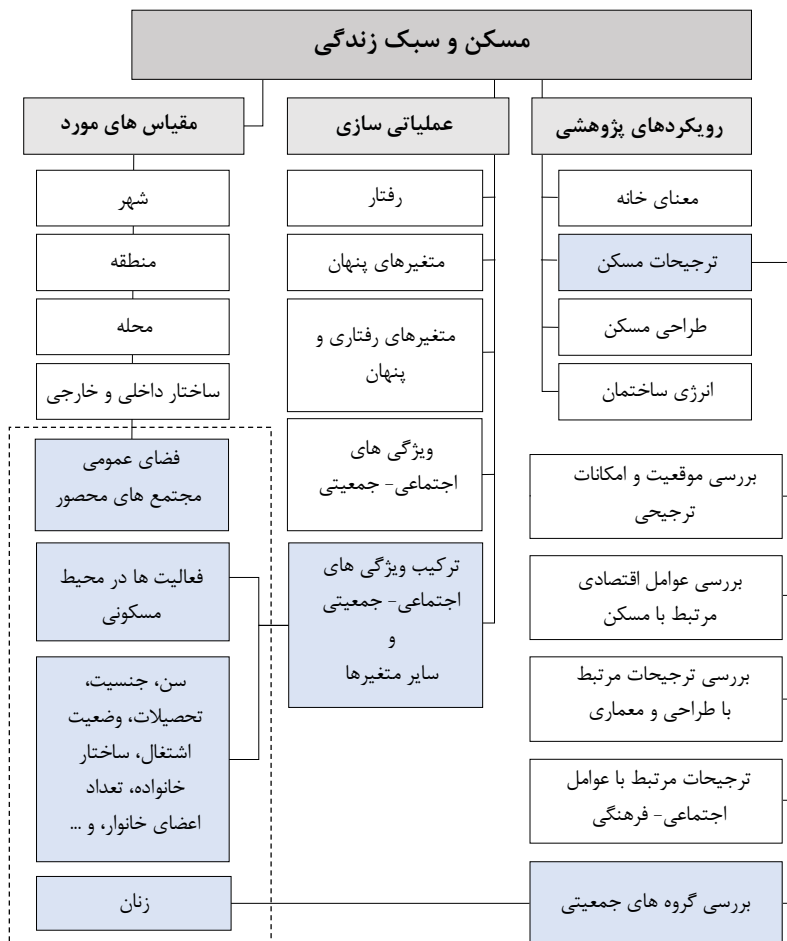 مسکن و سبک زندگی
رویکردهای پژوهشی
معنای خانه
ترجیحات مسکن
طراحی مسکن
انرژی ساختمان
بررسی موقعیت و امکانات
ترجیحی
بررسی عوامل اقتصادی
مرتبط با مسکن
بررسی ترجیحات مرتبط
با طراحی و معماری
ترجیحات مرتبط با عوامل
اجتماعی- فرهنگی
بررسی گروه های جمعیتی
عملیاتی سازی
رفتار
متغیرهای پنهان
متغیرهای رفتاری و
پنهان
ویژگی های
اجتماعی- جمعیتی
ترکیب ویژگی های
اجتماعی- جمعیتی
و
سایر متغیرها
مقیاس های مورد
شهر
منطقه
محله
ساختار داخلی و خارجی
فضای عمومی
مجتمع های محصور
فعالیت ها در محیط
مسکونی
سن، جنسیت،
تحصیلات، وضعیت
اشتغال، ساختار
خانواده، تعداد
اعضای خانوار، و ...
زنان